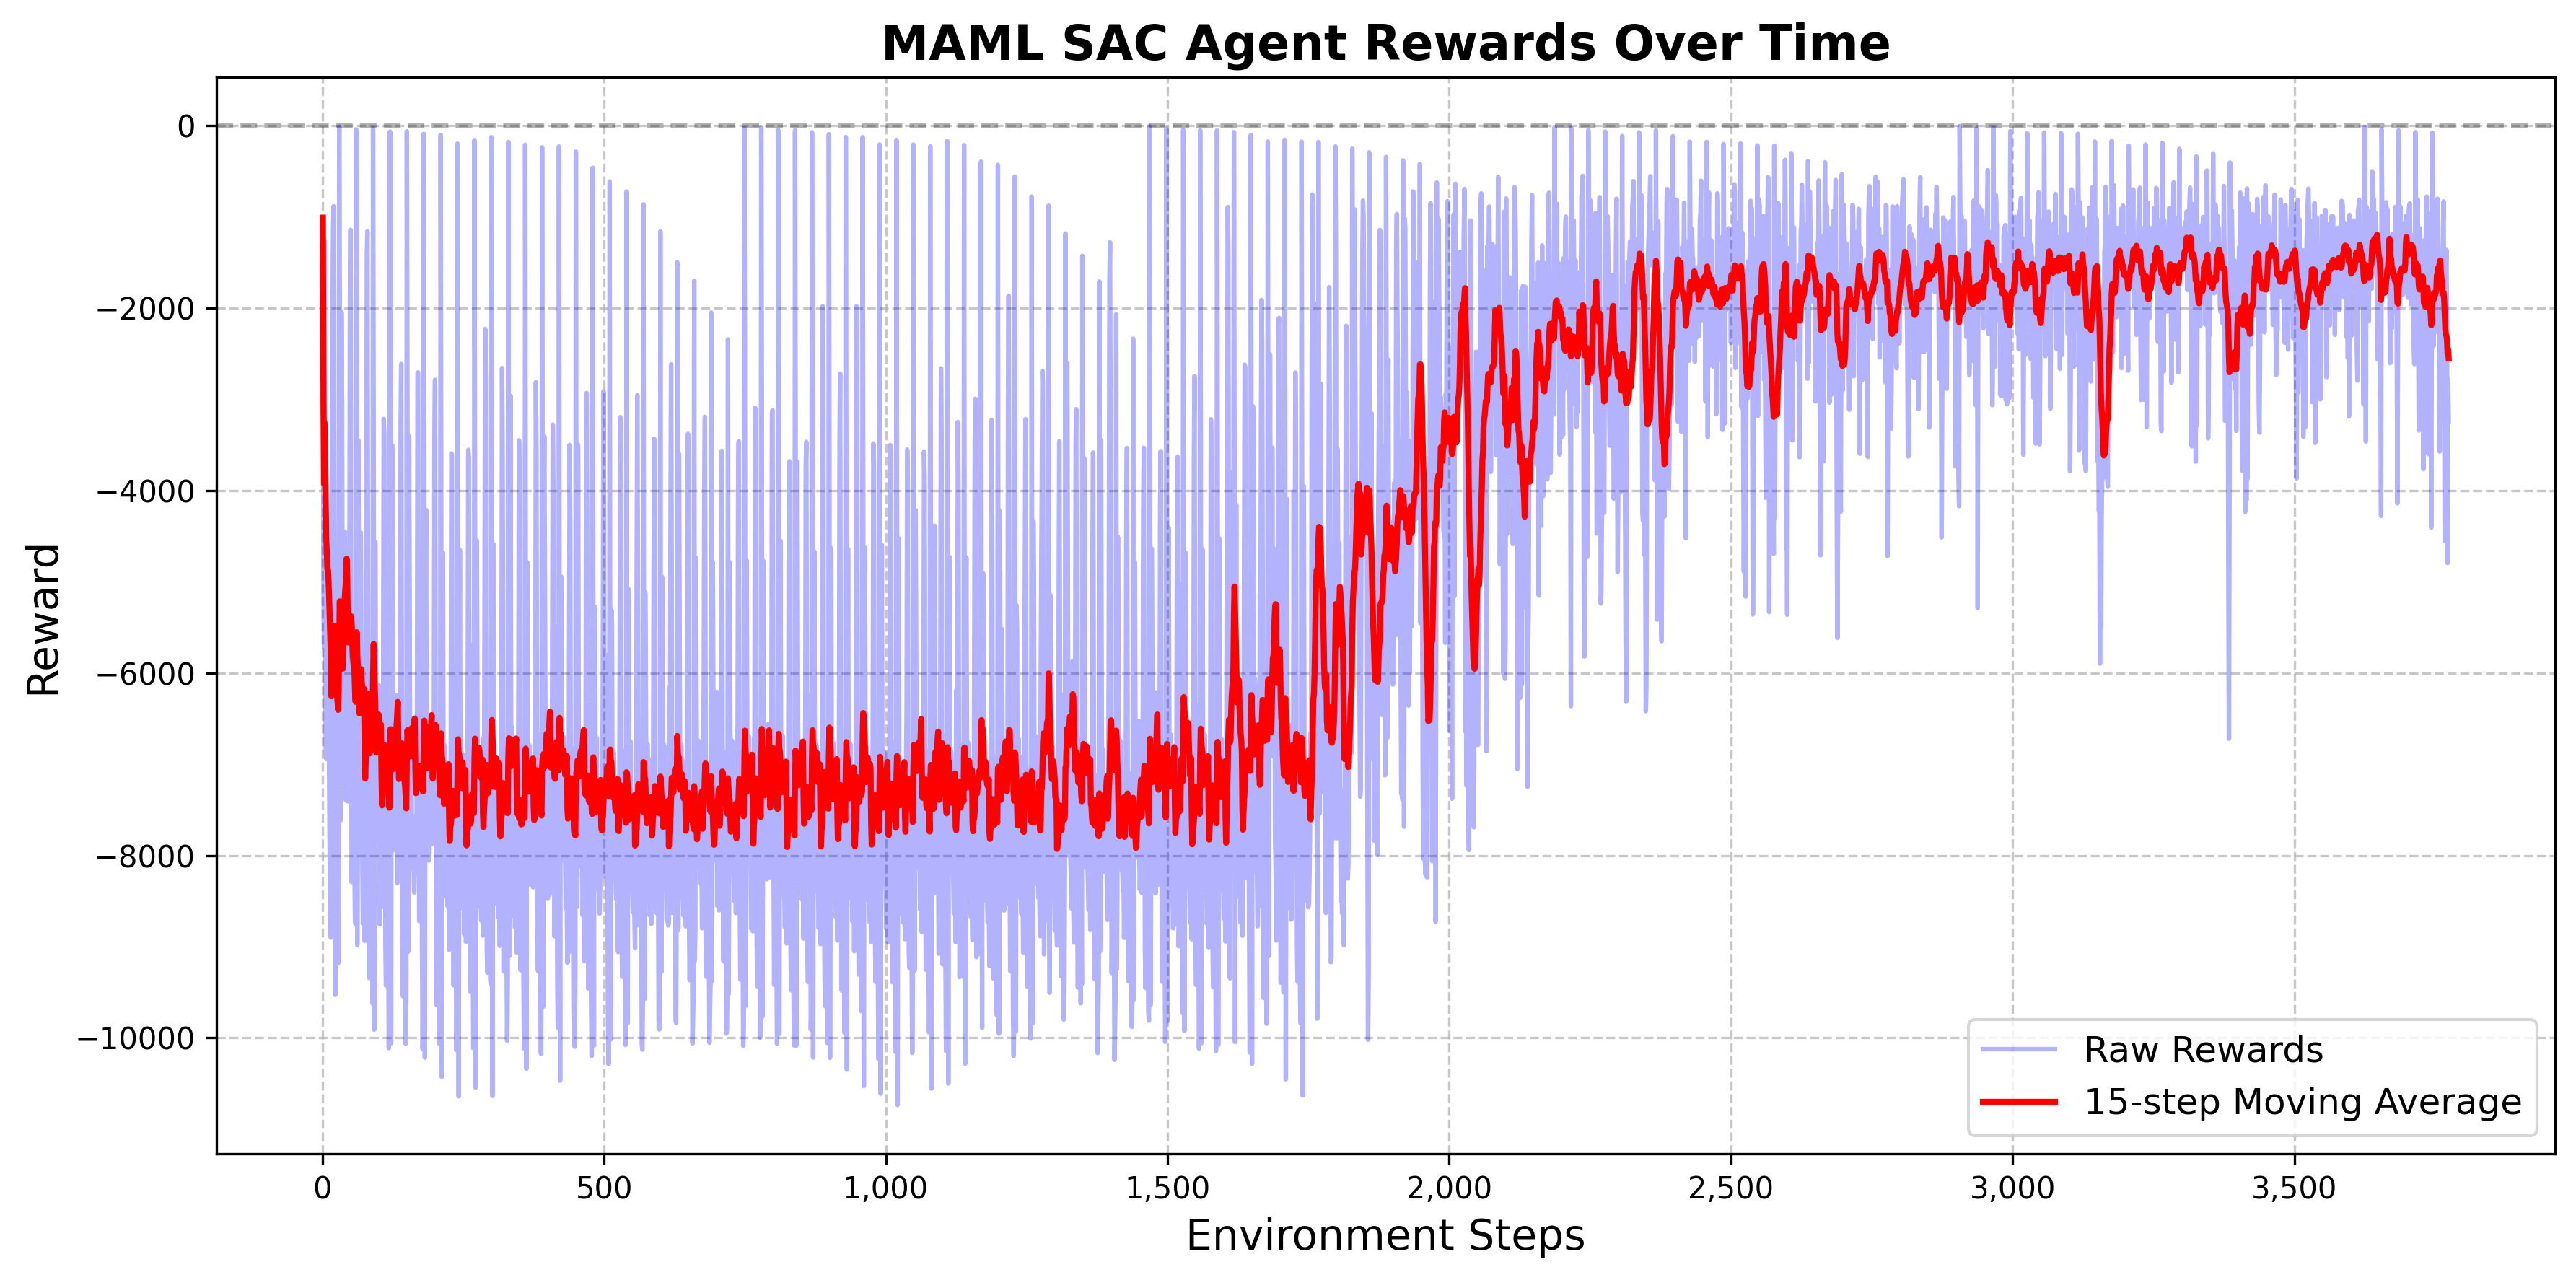 MAML SAC Agent Rewards Over Time
0
−2000
−4000
−6000
−8000
−10000
Reward
0
500
1,000
1,500
2,000
2,500
3,000
3,500
Environment Steps
Raw Rewards
15-step Moving Average